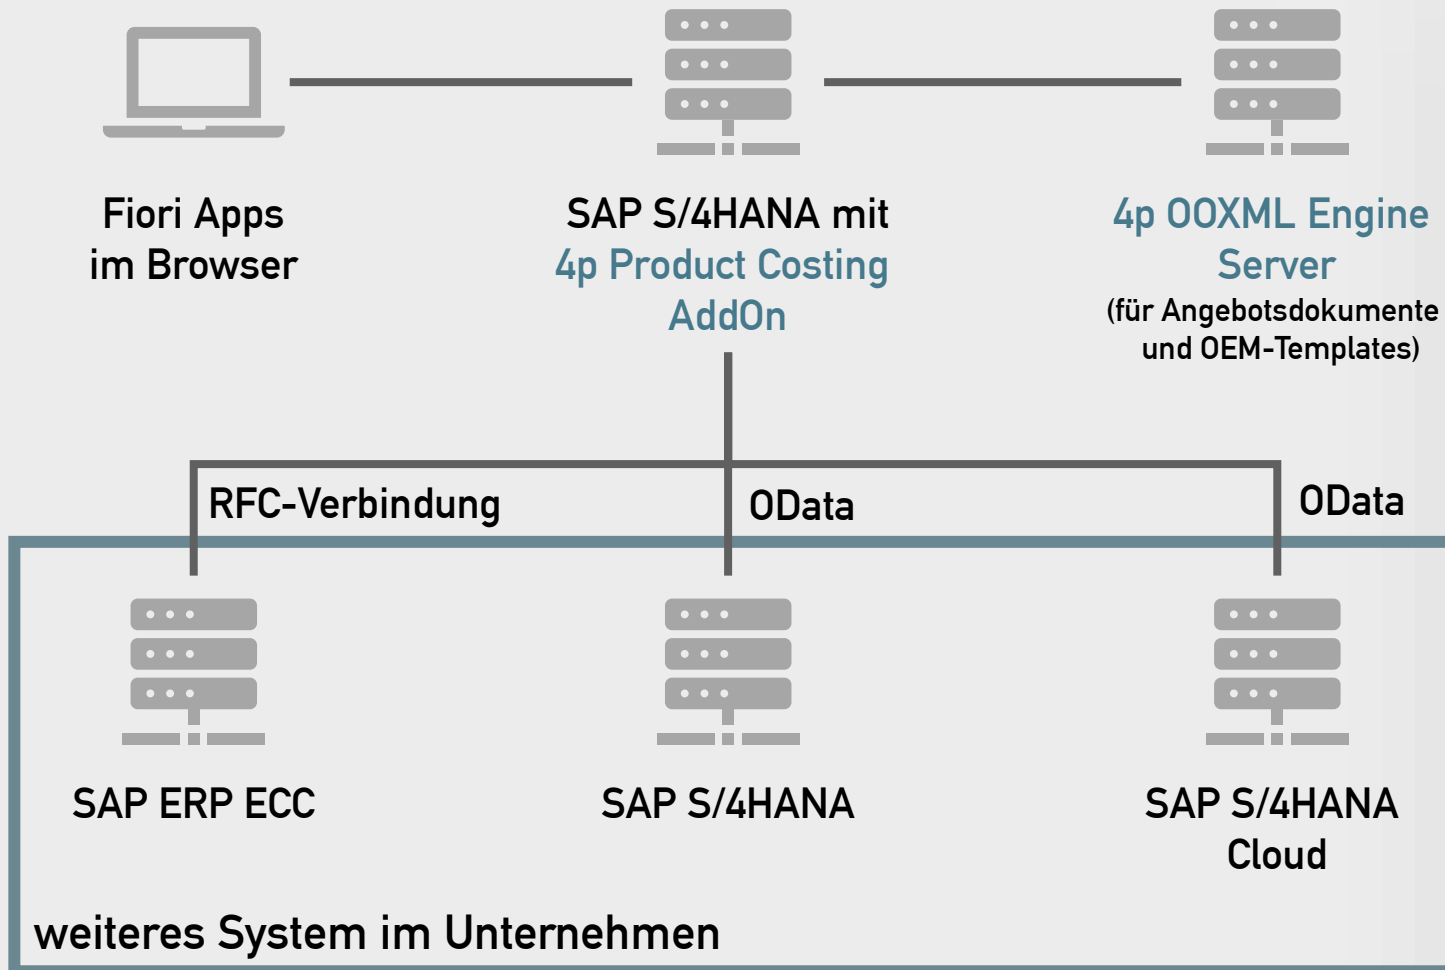 Fiori Apps
im Browser
SAP S/4HANA mit
4p Product Costing
AddOn
4p OOXML Engine
Server
(für Angebotsdokumente
und OEM-Templates)
RFC-Verbindung
OData
OData
SAP ERP ECC
SAP S/4HANA
SAP S/4HANA
Cloud
weiteres System im Unternehmen